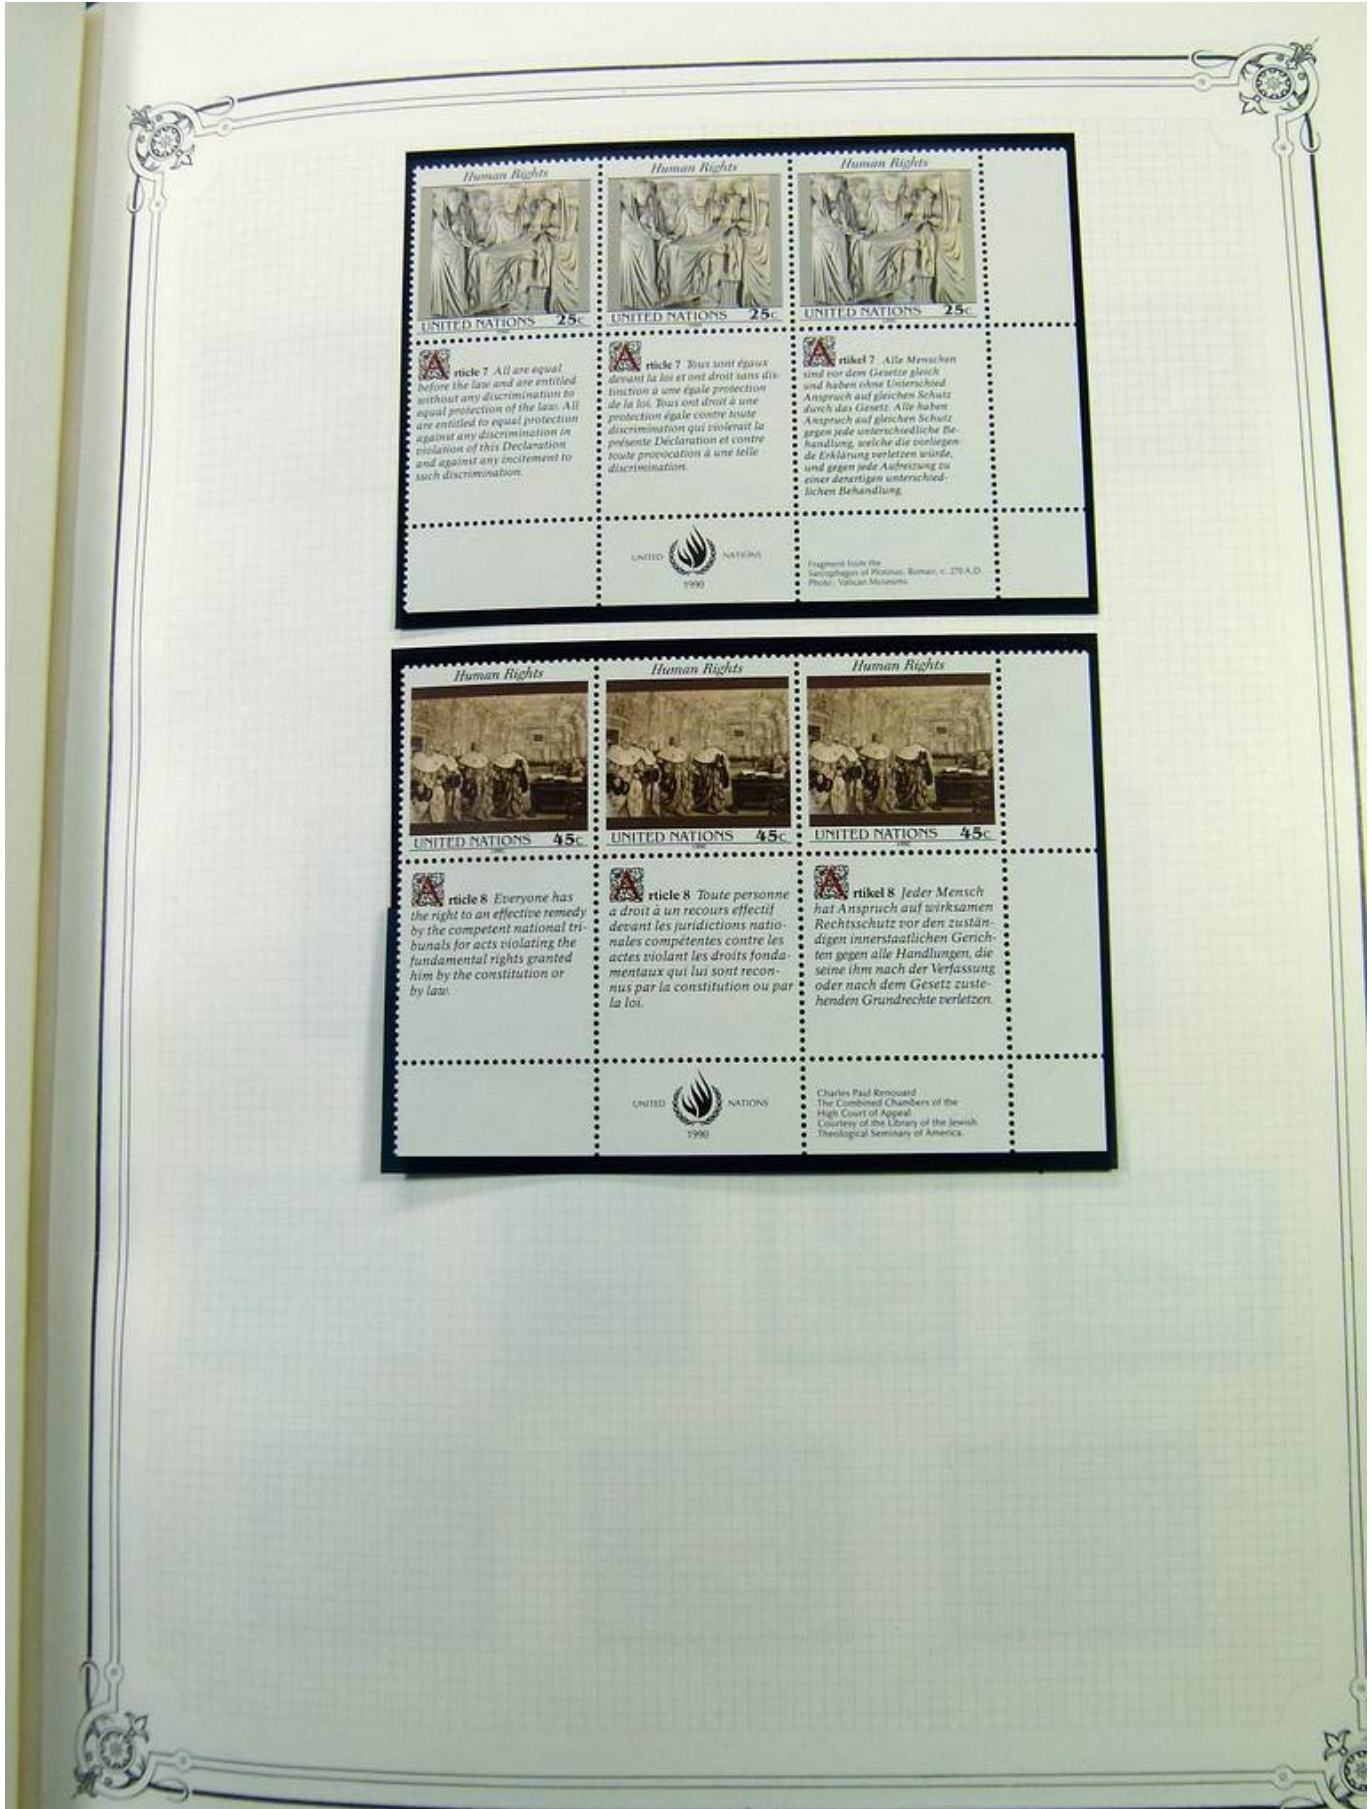 Human Rights
Human Rights
Human Rights
UNITED NATIONS 25c
UNITED NATIONS 25c
UNITED NATIONS 25c
Article 7 All are equal
before the law and are entitled
without any discrimination to
equal protection of the law. All
are entitled to equal protection
against any discrimination in
violation of this Declaration
and against any incitement to
such discrimination.
Article 7 Tous sont égaux
devant la loi et ont droit sans dis-
tinction à une égale protection
de la loi. Tous ont droit à une
protection égale contre toute
discrimination qui violerait la
présente Déclaration et contre
toute provocation à une telle
discrimination.
Artikel 7 Alle Menschen
sind vor dem Gesetze gleich
und haben ohne Unterschied
Anspruch auf gleichen Schutz
durch das Gesetz. Alle haben
Anspruch auf gleichen Schutz
gegen jede unterschiedliche Be-
handlung, welche die vorliegen-
de Erklärung verletzen würde,
und gegen jede Aufreizung zu
einer derartigen unterschied-
lichen Behandlung.
UNITED NATIONS
1990
Fragment from the
Sarcophagus of Plotinus, Roman, c. 270 A.D.
Photo: Vatican Museums
Human Rights
Human Rights
Human Rights
UNITED NATIONS 45c
UNITED NATIONS 45c
UNITED NATIONS 45c
Article 8 Everyone has
the right to an effective remedy
by the competent national tri-
bunals for acts violating the
fundamental rights granted
him by the constitution or
by law.
Article 8 Toute personne
a droit à un recours effectif
devant les juridictions natio-
nales compétentes contre les
actes violant les droits fonda-
mentaux qui lui sont recon-
nus par la constitution ou par
la loi.
Artikel 8 Jeder Mensch
hat Anspruch auf wirksamen
Rechtsschutz vor den zustän-
digen innerstaatlichen Gerich-
ten gegen alle Handlungen, die
seine ihm nach der Verfassung
oder nach dem Gesetz zuste-
henden Grundrechte verletzen.
UNITED NATIONS
1990
Charles Paul Renouard
The Combined Chambers of the
High Court of Appeal
Courtesy of the Library of the Jewish
Theological Seminary of America.